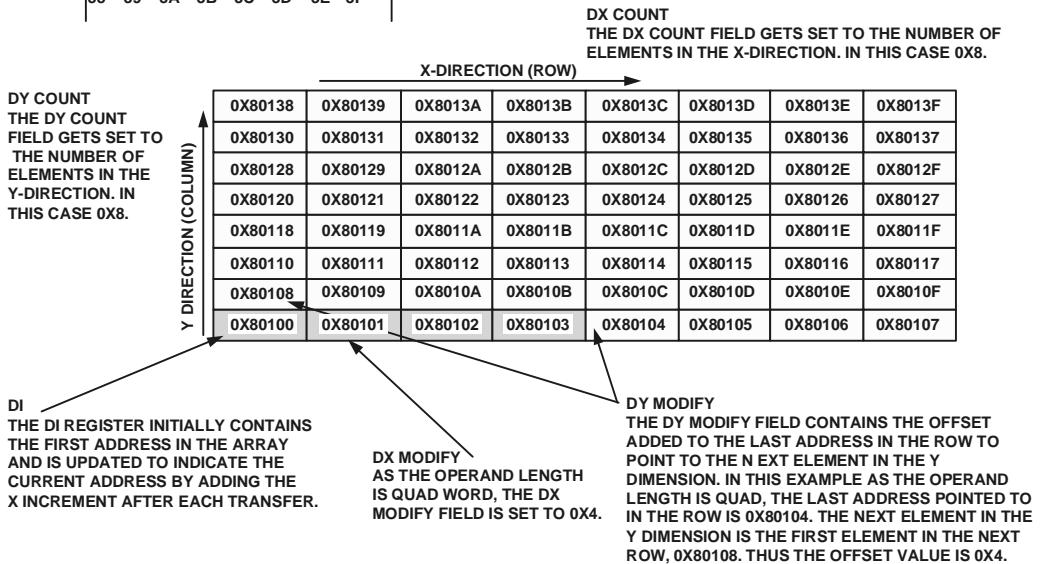 38 39 3A 3B 3C 3D 3E 3F
DX COUNT
THE DX COUNT FIELD GETS SET TO THE NUMBER OF
ELEMENTS IN THE X-DIRECTION. IN THIS CASE 0X8.
X-DIRECTION (ROW)
DY COUNT
THE DY COUNT
FIELD GETS SET TO
THE NUMBER OF
ELEMENTS IN THE
Y-DIRECTION. IN
THIS CASE 0X8.
Y DIRECTION (COLUMN)
0X80138 0X80139 0X8013A 0X8013B 0X8013C 0X8013D 0X8013E 0X8013F
0X80130 0X80131 0X80132 0X80133 0X80134 0X80135 0X80136 0X80137
0X80128 0X80129 0X8012A 0X8012B 0X8012C 0X8012D 0X8012E 0X8012F
0X80120 0X80121 0X80122 0X80123 0X80124 0X80125 0X80126 0X80127
0X80118 0X80119 0X8011A 0X8011B 0X8011C 0X8011D 0X8011E 0X8011F
0X80110 0X80111 0X80112 0X80113 0X80114 0X80115 0X80116 0X80117
0X80108 0X80109 0X8010A 0X8010B 0X8010C 0X8010D 0X8010E 0X8010F
0X80100 0X80101 0X80102 0X80103 0X80104 0X80105 0X80106 0X80107
DI
THE DI REGISTER INITIALLY CONTAINS
THE FIRST ADDRESS IN THE ARRAY
AND IS UPDATED TO INDICATE THE
CURRENT ADDRESS BY ADDING THE
X INCREMENT AFTER EACH TRANSFER.
DX MODIFY
AS THE OPERAND LENGTH
IS QUAD WORD, THE DX
MODIFY FIELD IS SET TO 0X4.
DY MODIFY
THE DY MODIFY FIELD CONTAINS THE OFFSET
ADDED TO THE LAST ADDRESS IN THE ROW TO
POINT TO THE N EXT ELEMENT IN THE Y
DIMENSION. IN THIS EXAMPLE AS THE OPERAND
LENGTH IS QUAD, THE LAST ADDRESS POINTED TO
IN THE ROW IS 0X80104. THE NEXT ELEMENT IN THE
Y DIMENSION IS THE FIRST ELEMENT IN THE NEXT
ROW, 0X80108. THUS THE OFFSET VALUE IS 0X4.